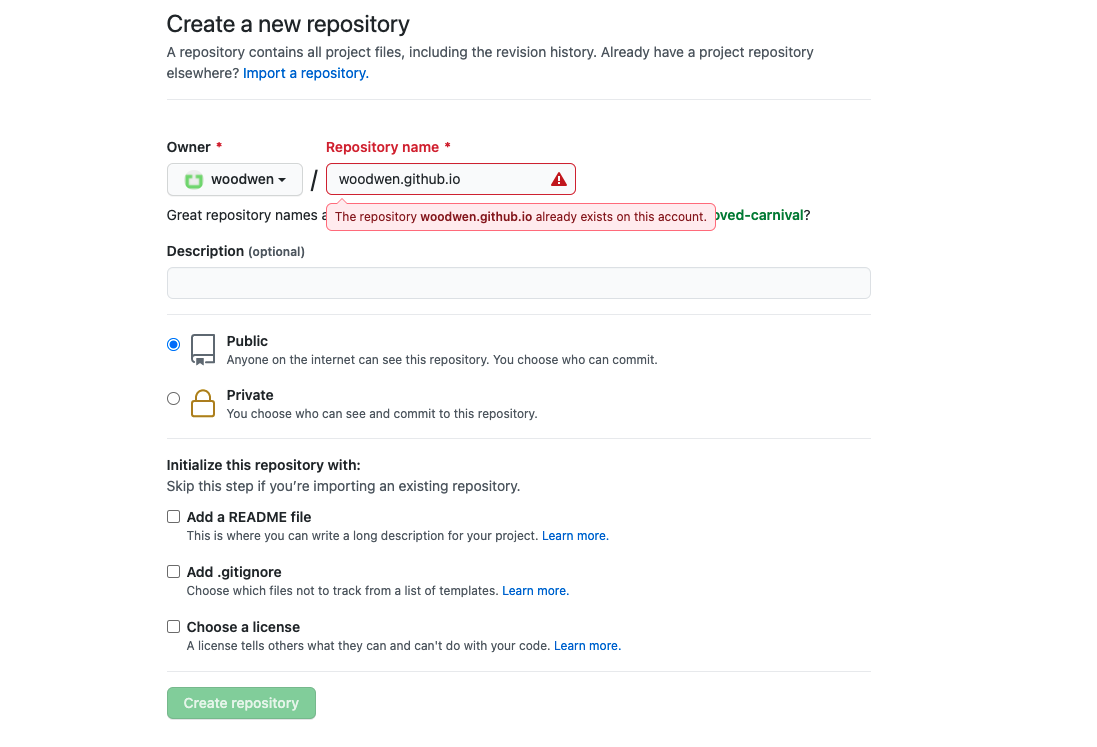 Create a new repository
A repository contains all project files, including the revision history. Already have a project repository
elsewhere? Import a repository.
Owner *
Repository name *
woodwen
/
woodwen.github.io
Great repository names
The repository woodwen.github.io already exists on this account.
oved-carnival?
Description (optional)
Public
Anyone on the internet can see this repository. You choose who can commit.
Private
You choose who can see and commit to this repository.
Initialize this repository with:
Skip this step if you’re importing an existing repository.
Add a README file
This is where you can write a long description for your project. Learn more.
Add .gitignore
Choose which files not to track from a list of templates. Learn more.
Choose a license
A license tells others what they can and can't do with your code. Learn more.
Create repository